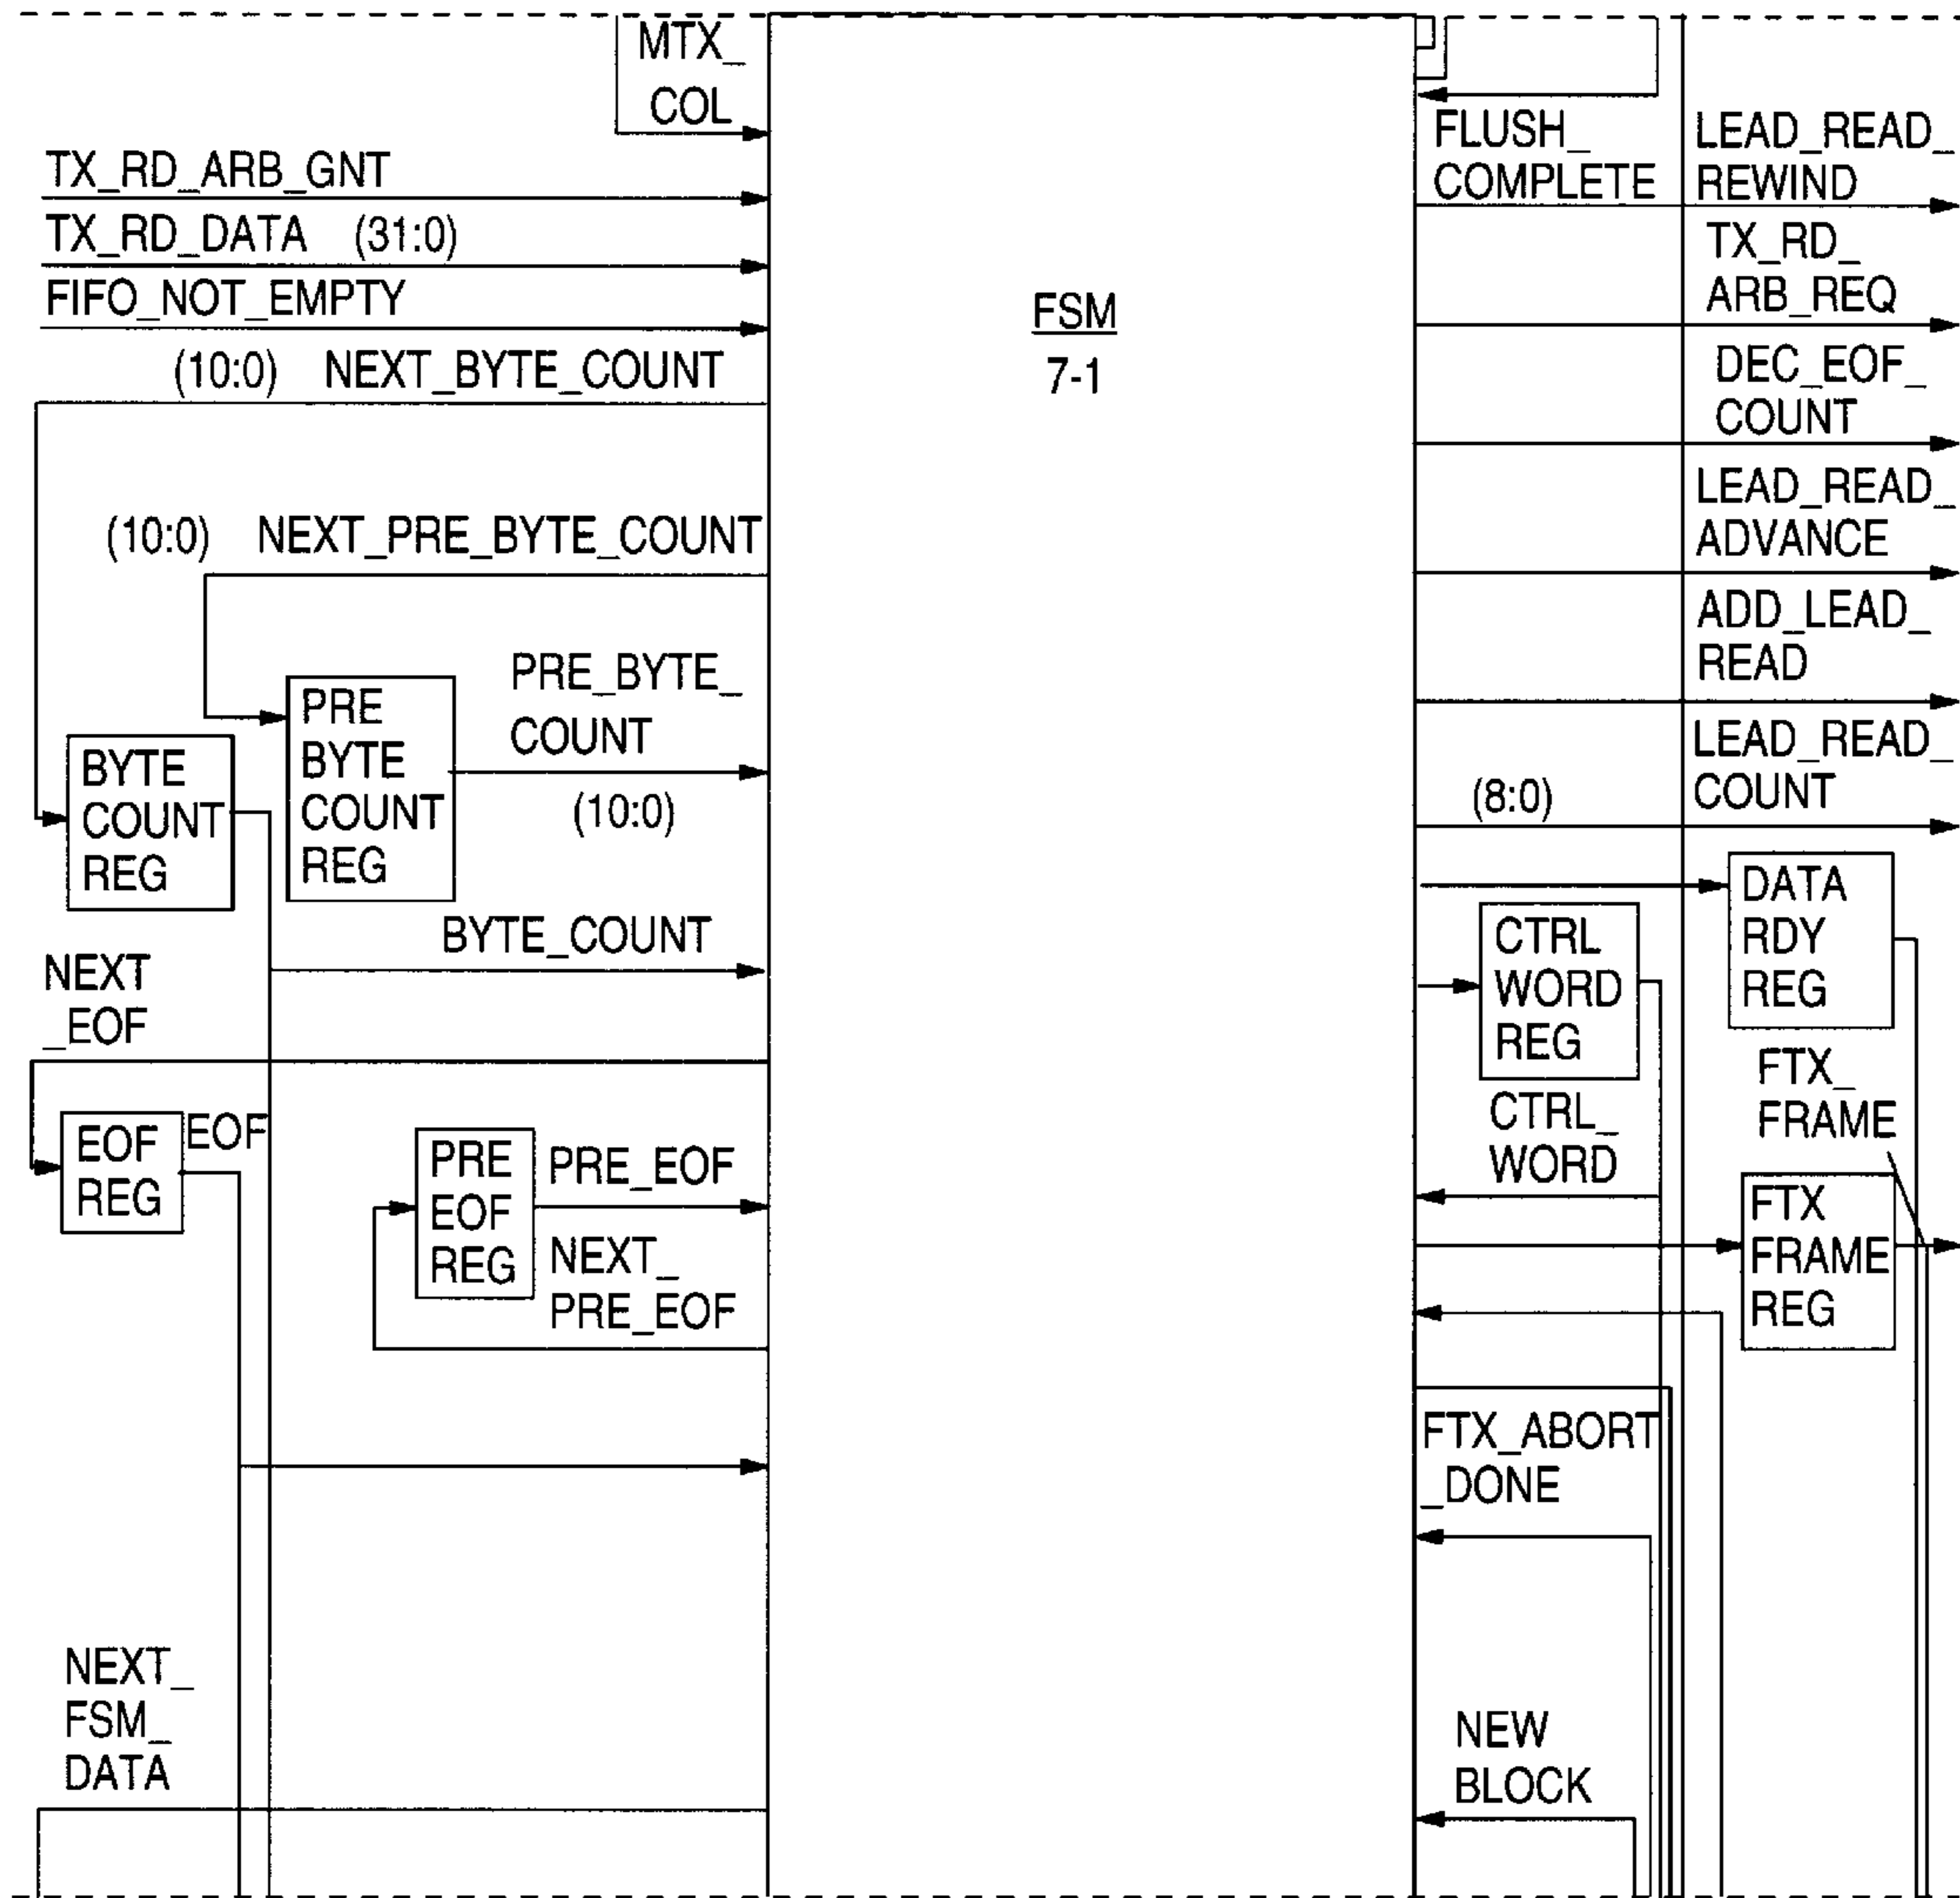 MTX_
COL
TX_RD_ARB_GNT
TX_RD_DATA (31:0)
FIFO_NOT_EMPTY
(10:0) NEXT_BYTE_COUNT
(10:0) NEXT_PRE_BYTE_COUNT
PRE
BYTE
COUNT
REG
PRE_BYTE_
COUNT
(10:0)
BYTE
COUNT
REG
BYTE_COUNT
NEXT
_EOF
EOF
REG
EOF
PRE
EOF
REG
PRE_EOF
NEXT_
PRE_EOF
NEXT_
FSM_
DATA
FSM
7-1
FLUSH_
COMPLETE
LEAD_READ_
REWIND
TX_RD_
ARB_REQ
DEC_EOF_
COUNT
LEAD_READ_
ADVANCE
ADD_LEAD_
READ
LEAD_READ_
COUNT
(8:0)
DATA
RDY
REG
CTRL
WORD
REG
CTRL_
WORD
FTX_
FRAME
FTX
FRAME
REG
FTX_ABORT
_DONE
NEW
BLOCK